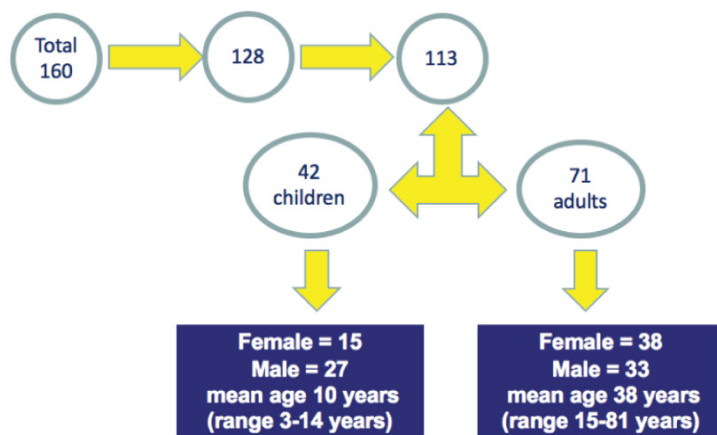 Total
160
128
113
42
children
71
adults
Female = 15
Male = 27
mean age 10 years
(range 3-14 years)
Female = 38
Male = 33
mean age 38 years
(range 15-81 years)